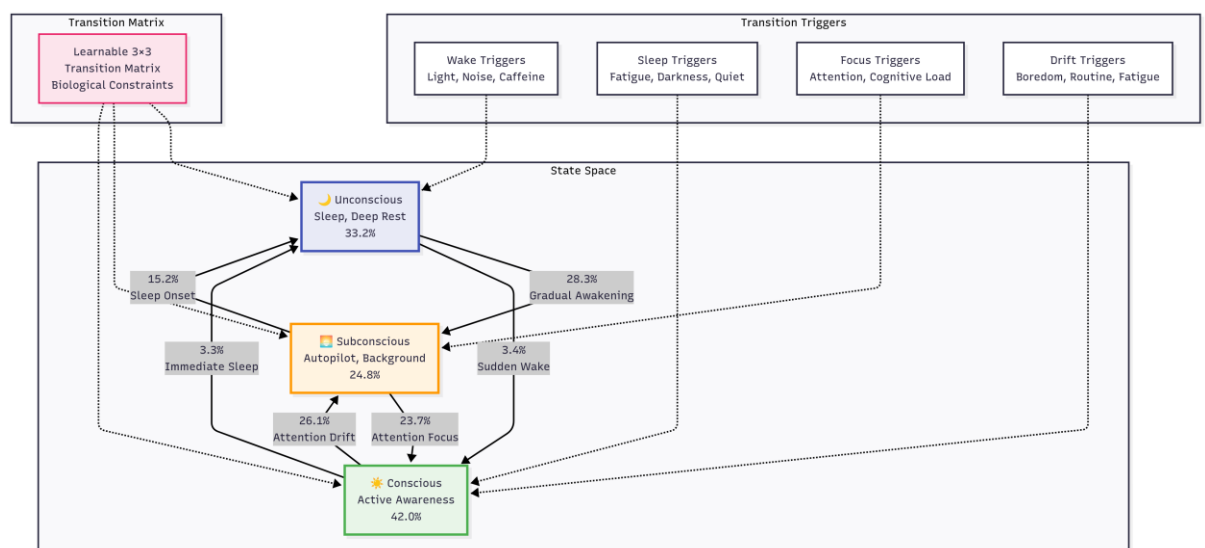 Transition Matrix
Learnable 3×3
Transition Matrix
Biological Constraints
Transition Triggers
Wake Triggers
Light, Noise, Caffeine
Sleep Triggers
Fatigue, Darkness, Quiet
Focus Triggers
Attention, Cognitive Load
Drift Triggers
Boredom, Routine, Fatigue
State Space
🌙 Unconscious
Sleep, Deep Rest
33.2%
15.2%
Sleep Onset
28.3%
Gradual Awakening
🌅 Subconscious
Autopilot, Background
24.8%
3.3%
Immediate Sleep
3.4%
Sudden Wake
26.1%
Attention Drift
23.7%
Attention Focus
☀️ Conscious
Active Awareness
42.0%